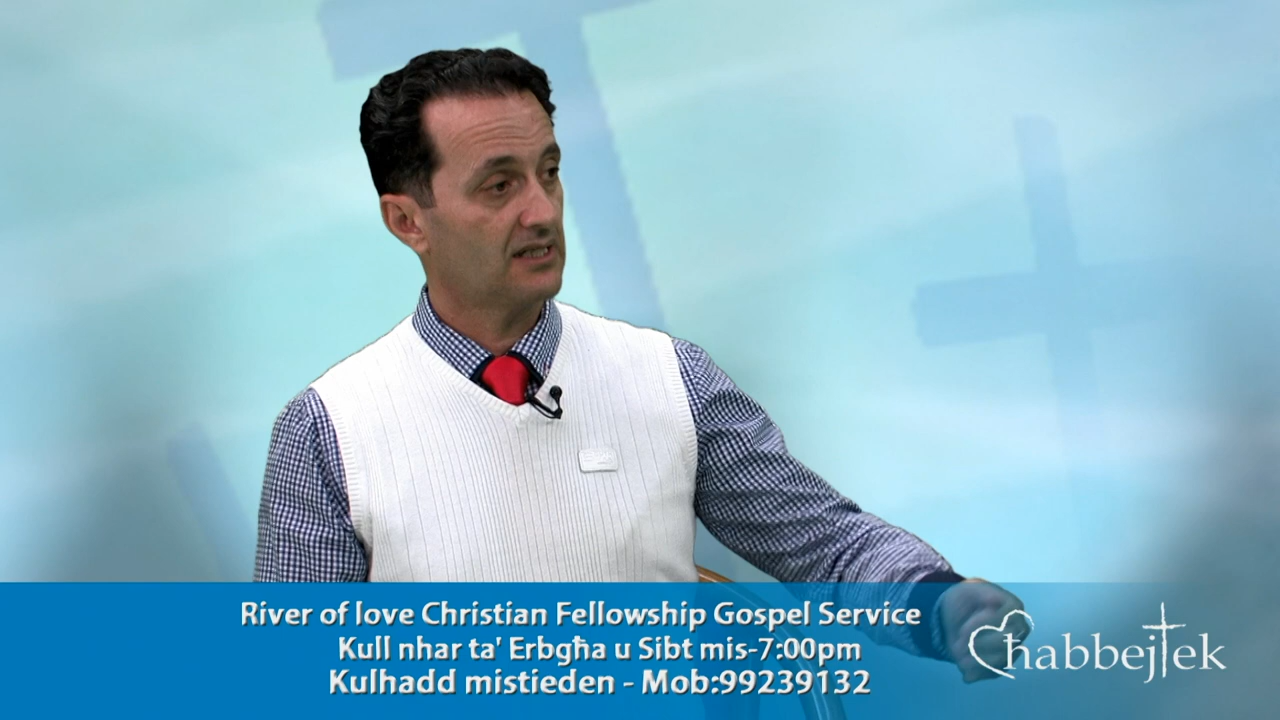 River of love Christian Fellowship Gospel Service
Kull nhar ta' Erbgħa u Sibt mis-7:00pm
Kulhadd mistieden - Mob:99239132
Ħabbejtek